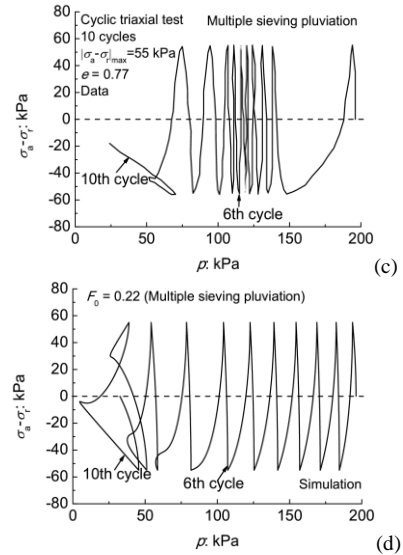 Cyclic triaxial test Multiple sieving pluviation
10 cycles
|σa-σr|max=55 kPa
e = 0.77
Data
80
60
40
20
0
-20
-40
-60
-80
σa-σr: kPa
10th cycle
6th cycle
0 50 100 150 200
p: kPa
(c)
F0 = 0.22 (Multiple sieving pluviation)
80
60
40
20
0
-20
-40
-60
-80
σa-σr: kPa
10th cycle
6th cycle
Simulation
0 50 100 150 200
p: kPa
(d)